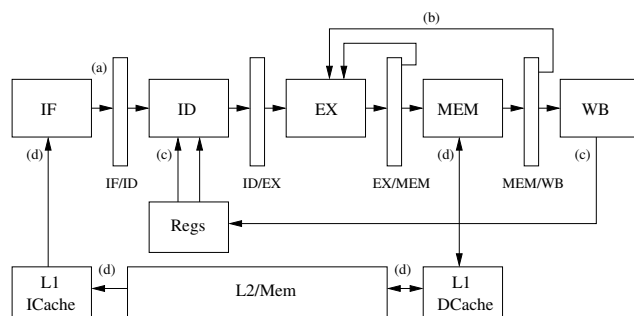 (b)
(a)
IF
ID
EX
MEM
WB
(d)
(c)
(d)
(c)
IF/ID
ID/EX
EX/MEM
MEM/WB
Regs
(d)
(d)
L1
ICache
L2/Mem
L1
DCache